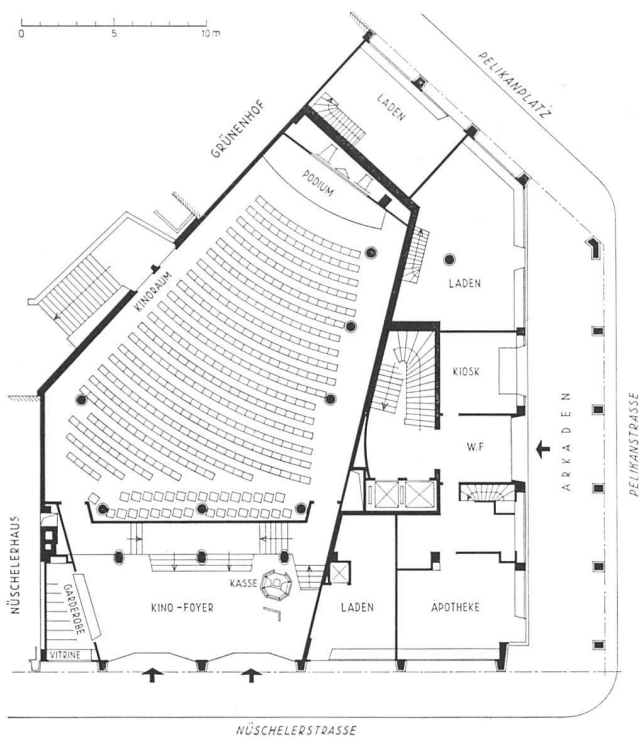 0 5 10 m
PELIKANPLATZ
GRÜNENHOF
LADEN
PODIUM
KINORAUM
LADEN
KIOSK
ARKADEN
PELIKANSTRASSE
W.F
NÜSCHELERHAUS
GARDEROBE
KASSE
KINO-FOYER
LADEN
APOTHEKE
VITRINE
NÜSCHELERSTRASSE